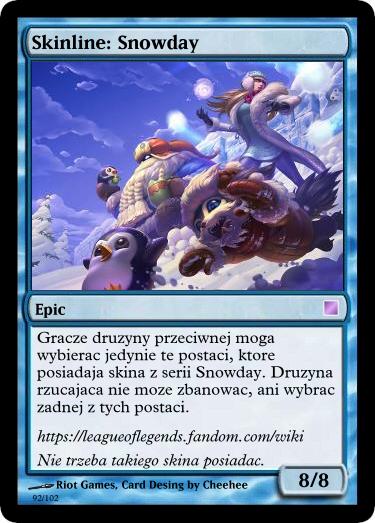 Skinline: Snowday
Epic
Gracze druzyny przeciwnej moga
wybierac jedynie te postaci, ktore
posiadaja skina z serii Snowday. Druzyna
rzucajaca nie moze zbanowac, ani wybrac
zadnej z tych postaci.
https://leagueoflegends.fandom.com/wiki
Nie trzeba takiego skina posiadac.
8/8
Riot Games, Card Desing by Cheehee
92/102